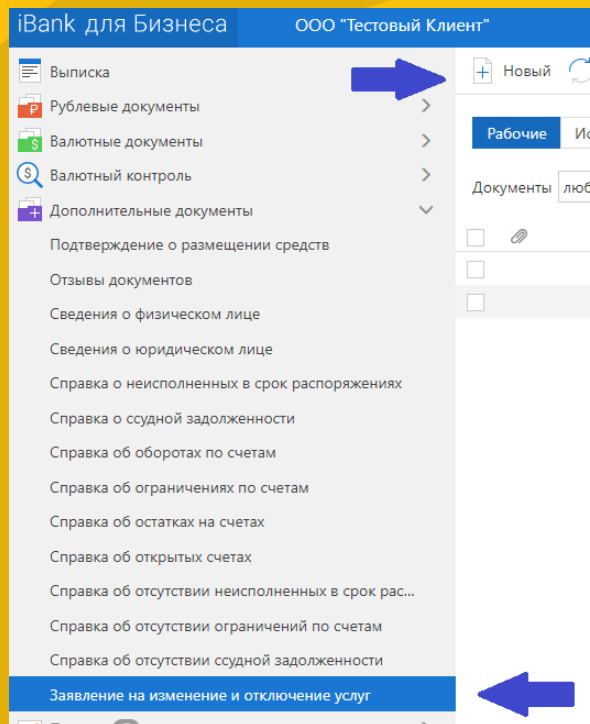 iBank для Бизнеса
ООО "Тестовый Клиент"
Выписка
Рублевые документы
Валютные документы
Валютный контроль
Дополнительные документы
Подтверждение о размещении средств
Отзывы документов
Сведения о физическом лице
Сведения о юридическом лице
Справка о неисполненных в срок распоряжениях
Справка о ссудной задолженности
Справка об оборотах по счетам
Справка об ограничениях по счетам
Справка об остатках на счетах
Справка об открытых счетах
Справка об отсутствии неисполненных в срок рас...
Справка об отсутствии ограничений по счетам
Справка об отсутствии ссудной задолженности
Заявление на изменение и отключение услуг
Новый
Рабочие
Документы